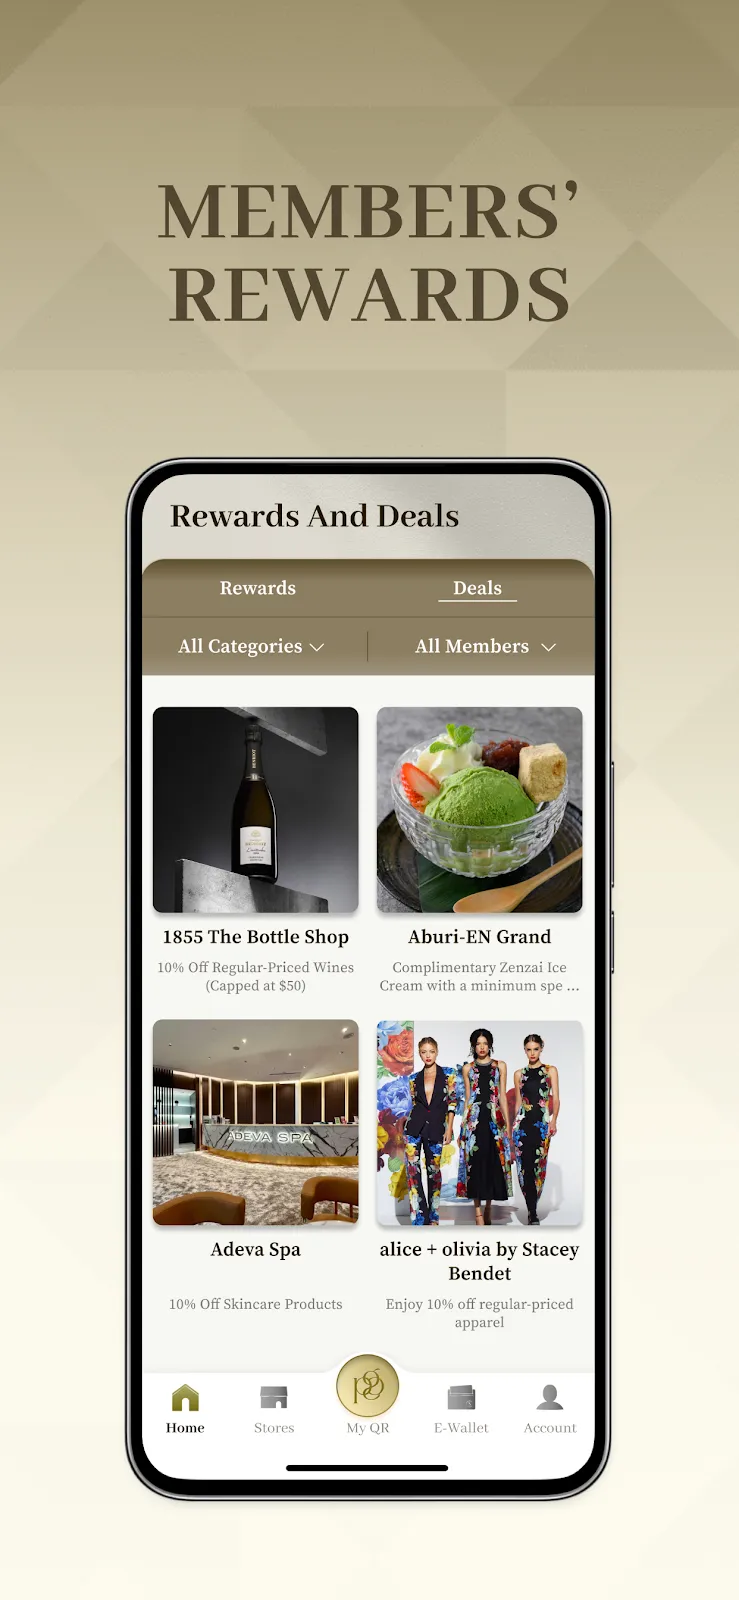 MEMBERS’
REWARDS
Rewards And Deals
Rewards
Deals
All Categories
All Members
1855 The Bottle Shop
10% Off Regular-Priced Wines
(Capped at $50)
Aburi-EN Grand
Complimentary Zenzai Ice
Cream with a minimum spe ...
ADEVA SPA
Adeva Spa
10% Off Skincare Products
alice + olivia by Stacey
Bendet
Enjoy 10% off regular-priced
apparel
Home
Stores
My QR
E-Wallet
Account